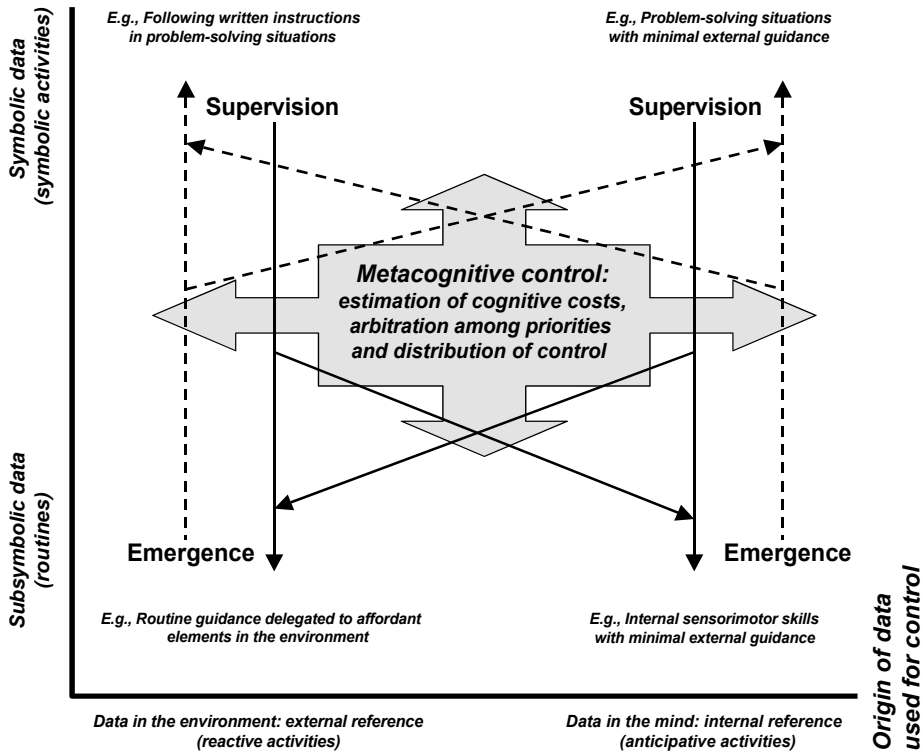 E.g., Following written instructions
in problem-solving situations
E.g., Problem-solving situations
with minimal external guidance
Symbolic data
(symbolic activities)
Supervision
Supervision
Metacognitive control:
estimation of cognitive costs,
arbitration among priorities
and distribution of control
Subsymbolic data
(routines)
Emergence
Emergence
E.g., Routine guidance delegated to affordant
elements in the environment
E.g., Internal sensorimotor skills
with minimal external guidance
Data in the environment: external reference
(reactive activities)
Data in the mind: internal reference
(anticipative activities)
Origin of data
used for control